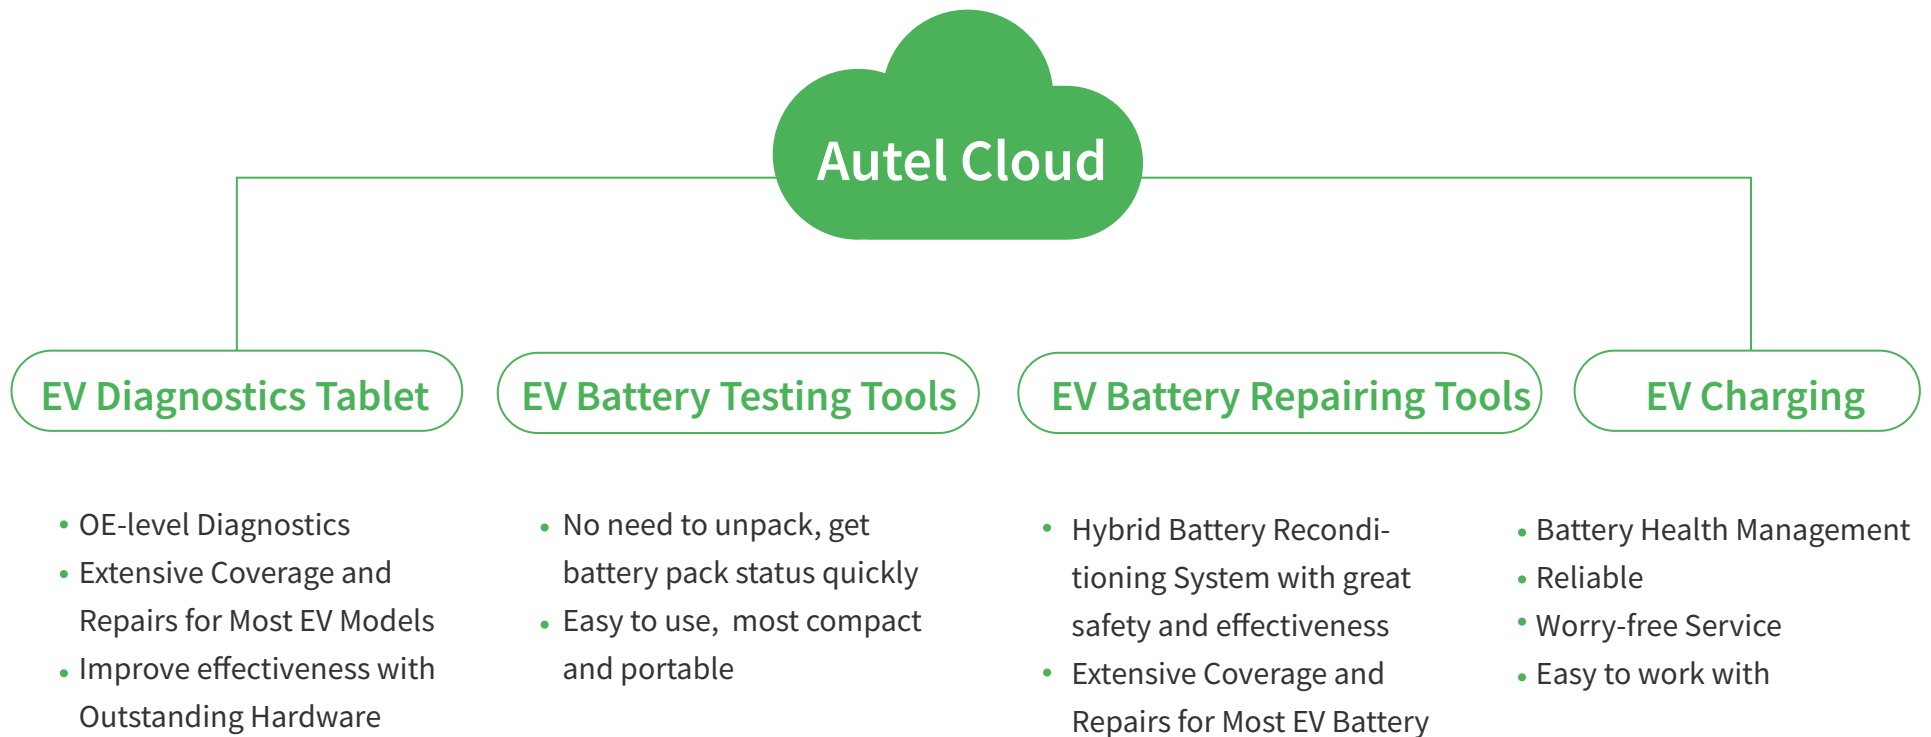 Autel Cloud
EV Diagnostics Tablet
EV Battery Testing Tools
EV Battery Repairing Tools
EV Charging
• OE-level Diagnostics
• Extensive Coverage and
Repairs for Most EV Models
• Improve effectiveness with
Outstanding Hardware
• No need to unpack, get
battery pack status quickly
• Easy to use, most compact
and portable
• Hybrid Battery Recondi-
tioning System with great
safety and effectiveness
• Extensive Coverage and
Repairs for Most EV Battery
• Battery Health Management
• Reliable
• Worry-free Service
• Easy to work with